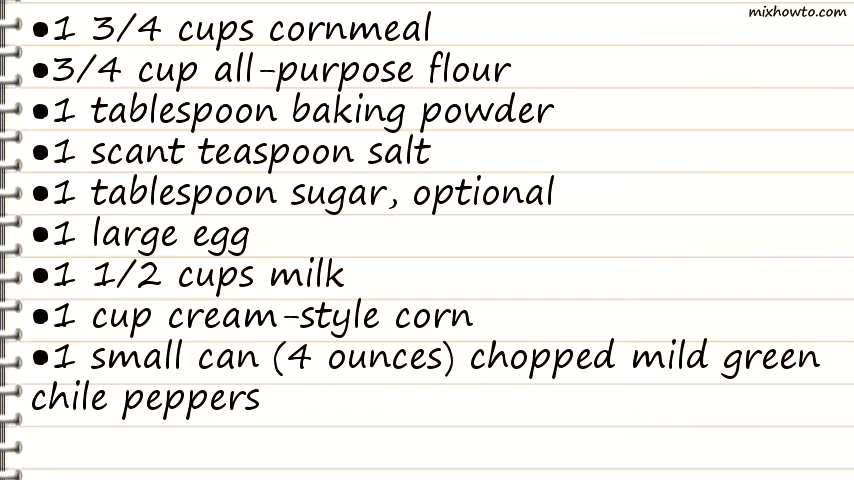 mixhowto.com
•1 3/4 cups cornmeal
•3/4 cup all-purpose flour
•1 tablespoon baking powder
•1 scant teaspoon salt
•1 tablespoon sugar, optional
•1 large egg
•1 1/2 cups milk
•1 cup cream-style corn
•1 small can (4 ounces) chopped mild green
chile peppers